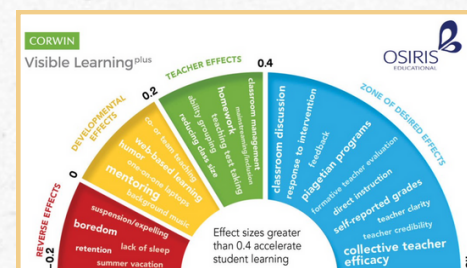 CORWIN
Visible Learningplus
OSIRIS
EDUCATIONAL
REVERSE EFFECTS
DEVELOPMENTAL EFFECTS
TEACHER EFFECTS
ZONE OF DESIRED EFFECTS
-0.2
0
0.2
0.4
suspension/expelling
boredom
lack of sleep
retention
summer vacation
co- or team teaching
web-based learning
humor
one-on-one laptops
mentoring
background music
ability grouping
reducing class size
homework
teaching test taking
mainstreaming/inclusion
classroom management
classroom discussion
response to intervention
feedback
piagetian programs
formative teacher evaluation
direct instruction
self-reported grades
teacher clarity
teacher credibility
collective teacher
efficacy
Effect sizes greater
than 0.4 accelerate
student learning